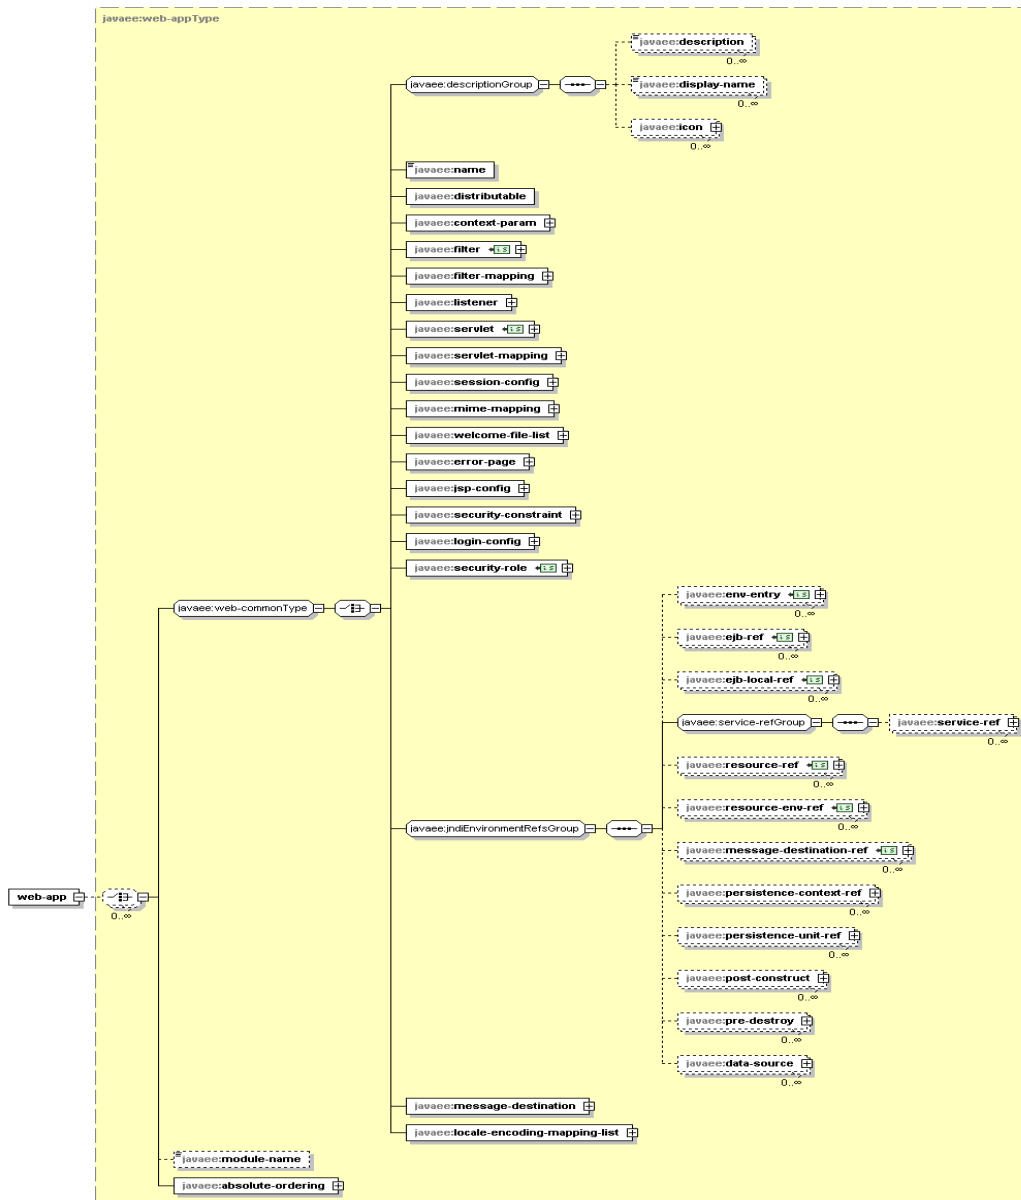 javaee:web-appType
javaee:description
0..∞
javaee:descriptionGroup
javaee:display-name
0..∞
javaee:icon
0..∞
javaee:name
javaee:distributable
javaee:context-param
javaee:filter
javaee:filter-mapping
javaee:listener
javaee:servlet
javaee:servlet-mapping
javaee:session-config
javaee:mime-mapping
javaee:welcome-file-list
javaee:error-page
javaee:jsp-config
javaee:security-constraint
javaee:login-config
javaee:security-role
javaee:web-commonType
javaee:env-entry
0..∞
javaee:ejb-ref
0..∞
javaee:ejb-local-ref
0..∞
javaee:service-refGroup
javaee:service-ref
0..∞
javaee:resource-ref
0..∞
javaee:resource-env-ref
0..∞
javaee:jndiEnvironmentRefsGroup
javaee:message-destination-ref
0..∞
javaee:persistence-context-ref
0..∞
web-app
0..∞
javaee:persistence-unit-ref
0..∞
javaee:post-construct
0..∞
javaee:pre-destroy
0..∞
javaee:data-source
0..∞
javaee:message-destination
javaee:locale-encoding-mapping-list
javaee:module-name
javaee:absolute-ordering